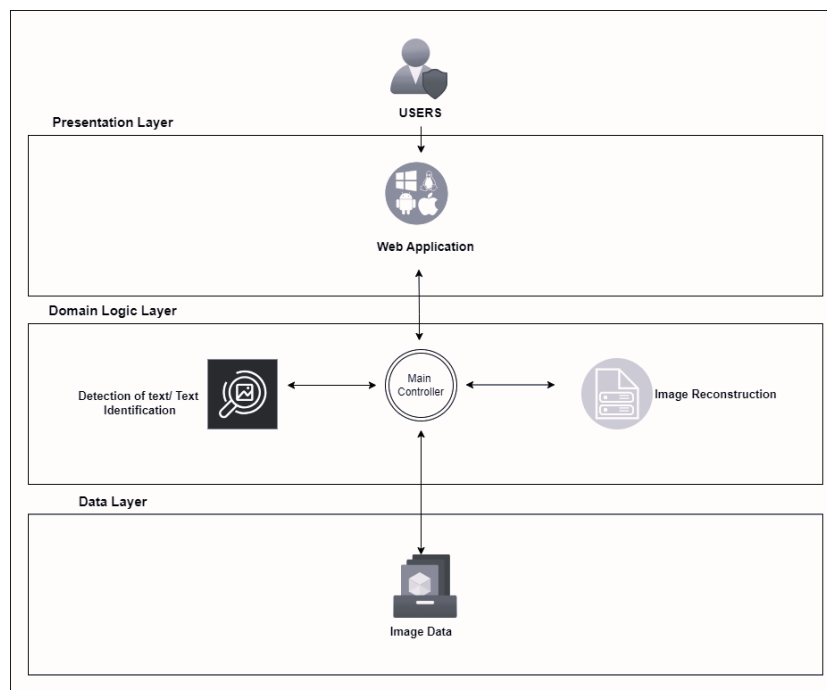 USERS
Presentation Layer
Web Application
Domain Logic Layer
Detection of text/ Text
Identification
Main
Controller
Image Reconstruction
Data Layer
Image Data